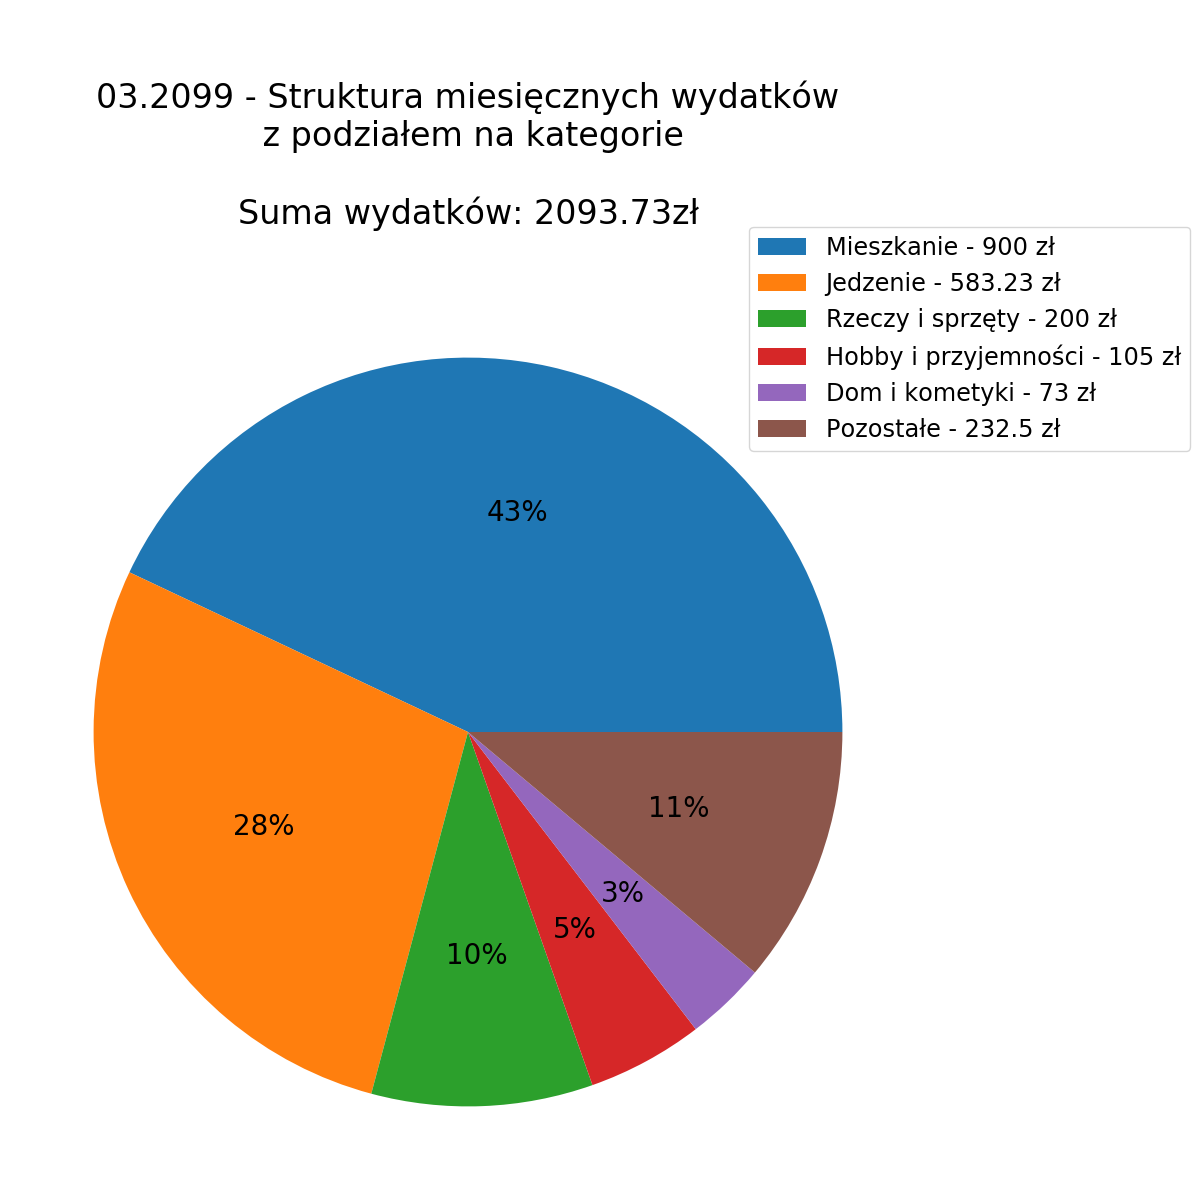 03.2099 - Struktura miesięcznych wydatków
z podziałem na kategorie
Suma wydatków: 2093.73zł
Mieszkanie - 900 zł
Jedzenie - 583.23 zł
Rzeczy i sprzęty - 200 zł
Hobby i przyjemności - 105 zł
Dom i kometyki - 73 zł
Pozostałe - 232.5 zł
43%
28%
11%
3%
5%
10%